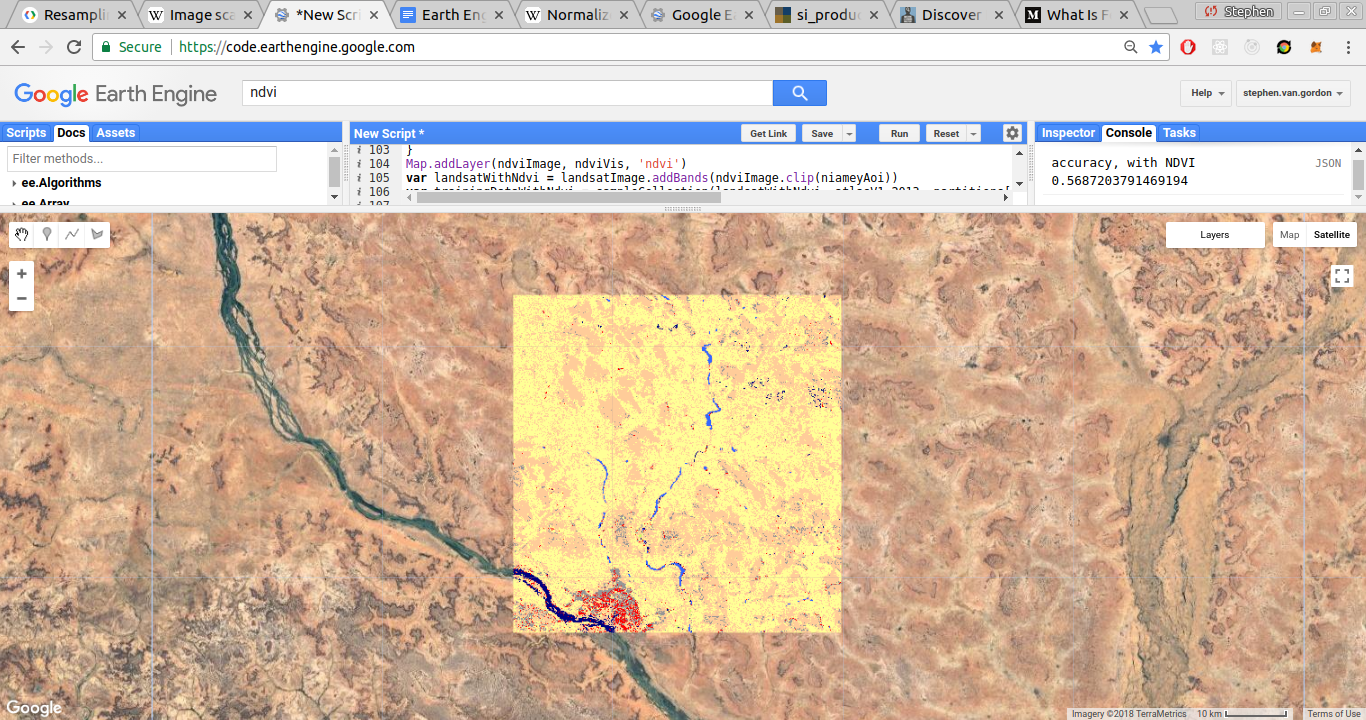 Resampli
Image sca
*New Scri
Earth Eng
Normaliz
Google Ea
si_produc
Discover
What Is F
Stephen
Secure
https://code.earthengine.google.com
Google Earth Engine
ndvi
Help
stephen.van.gordon
Scripts
Docs
Assets
New Script *
Get Link
Save
Run
Reset
Inspector
Console
Tasks
Filter methods...
ee.Algorithms
ee.Array
103 }
104 Map.addLayer(ndviImage, ndviVis, 'ndvi')
105 var landsatWithNdvi = landsatImage.addBands(ndviImage.clip(niameyAoi))
106
107
accuracy, with NDVI
JSON
0.5687203791469194
Layers
Map
Satellite
+
−
Google
Imagery ©2018 TerraMetrics
10 km
Terms of Use